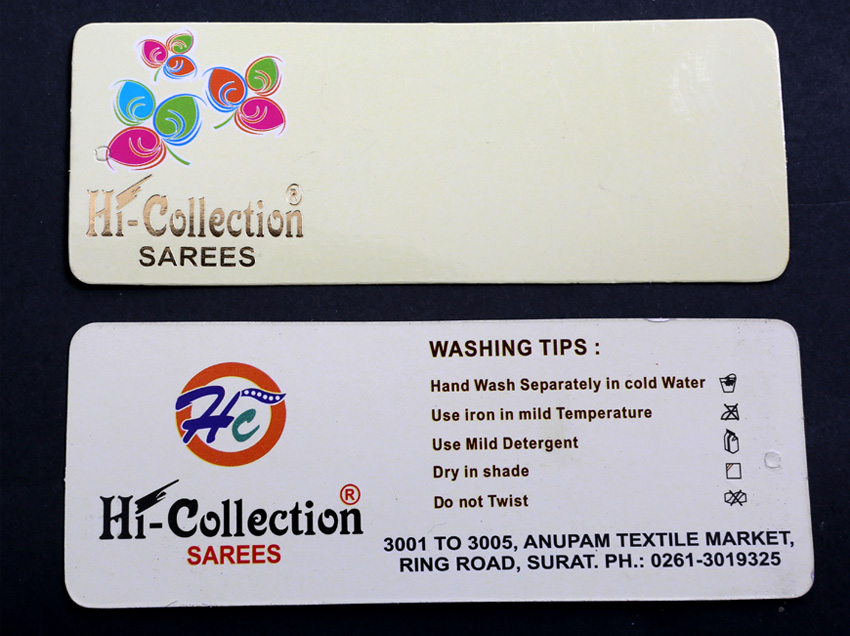 Hi-Collection®
SAREES
Hc
Hi-Collection®
SAREES
WASHING TIPS :
Hand Wash Separately in cold Water
Use iron in mild Temperature
Use Mild Detergent
Dry in shade
Do not Twist
3001 TO 3005, ANUPAM TEXTILE MARKET,
RING ROAD, SURAT. PH.: 0261-3019325